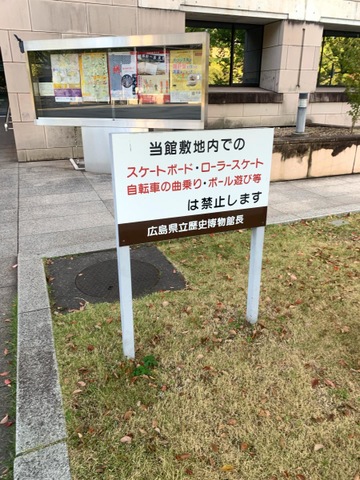 当館敷地内での
スケートボード・ローラースケート
自転車の曲乗り・ボール遊び等
は禁止します
広島県立歴史博物館長